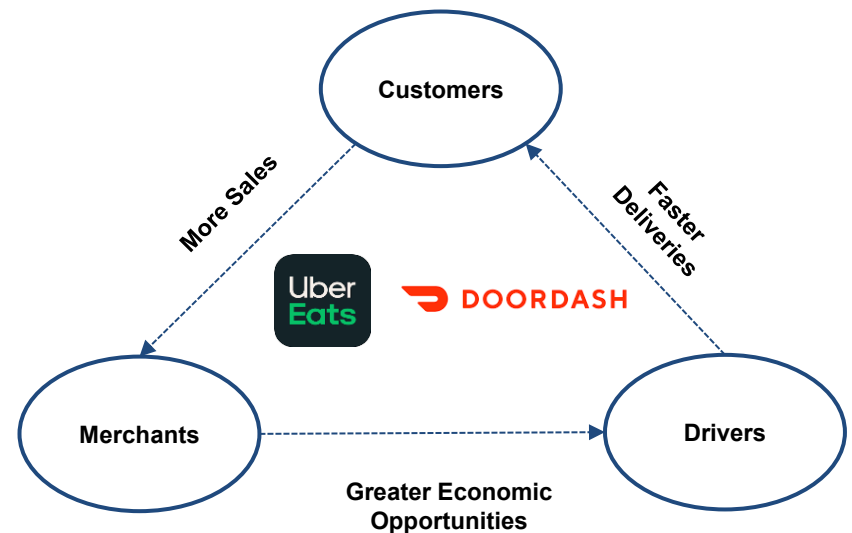 Customers
More Sales
Faster
Deliveries
Uber
Eats
DOORDASH
Merchants
Drivers
Greater Economic
Opportunities